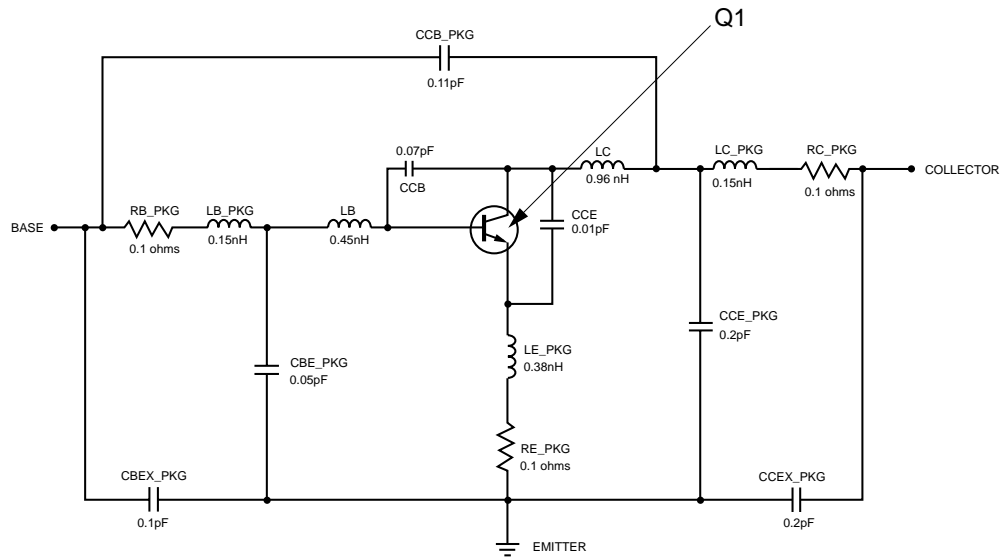 Q1
CCB_PKG
0.11pF
0.07pF
CCB
LC
0.96 nH
LC_PKG
0.15nH
RC_PKG
0.1 ohms
COLLECTOR
BASE
RB_PKG
0.1 ohms
LB_PKG
0.15nH
LB
0.45nH
CCE
0.01pF
CCE_PKG
0.2pF
LE_PKG
0.38nH
CBE_PKG
0.05pF
RE_PKG
0.1 ohms
CBEX_PKG
0.1pF
CCEX_PKG
0.2pF
EMITTER